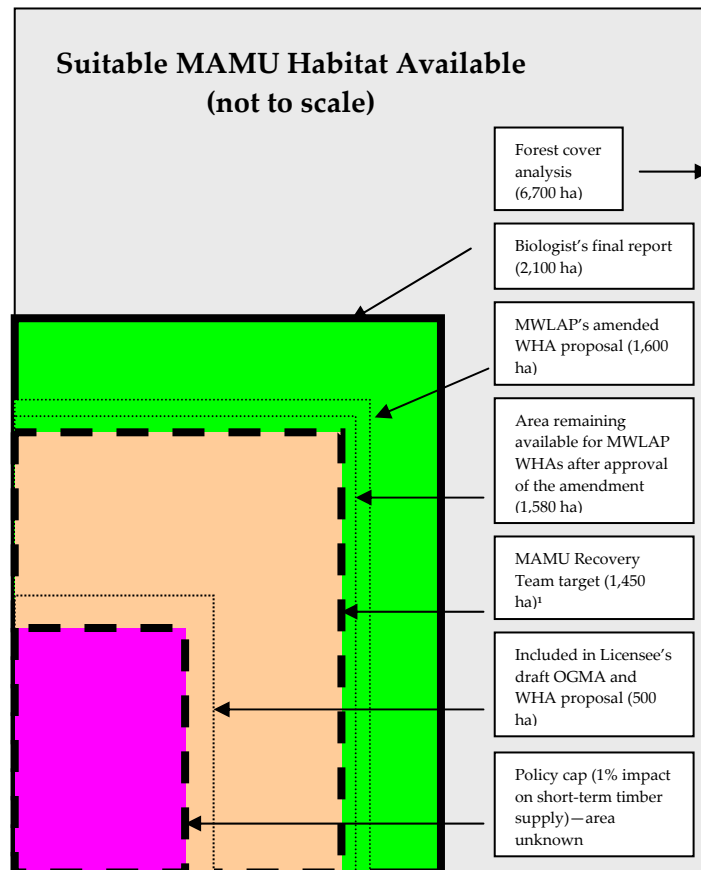 Suitable MAMU Habitat Available
(not to scale)
Forest cover
analysis
(6,700 ha)
Biologist's final report
(2,100 ha)
MWLAP's amended
WHA proposal (1,600
ha)
Area remaining
available for MWLAP
WHAs after approval
of the amendment
(1,580 ha)
MAMU Recovery
Team target (1,450
ha)¹
Included in Licensee's
draft OGMA and
WHA proposal (500
ha)
Policy cap (1% impact
on short-term timber
supply)—area
unknown